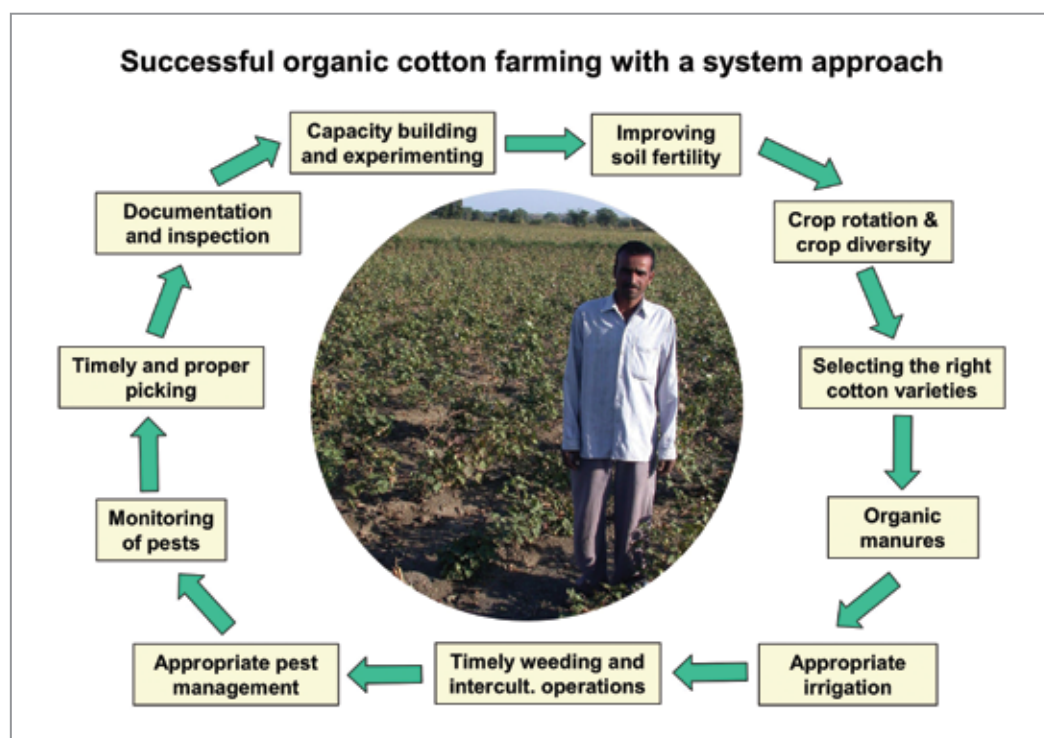 Successful organic cotton farming with a system approach
Capacity building
and experimenting
Improving
soil fertility
Crop rotation &
crop diversity
Selecting the right
cotton varieties
Organic
manures
Appropriate
irrigation
Timely weeding and
intercult. operations
Appropriate pest
management
Monitoring
of pests
Timely and proper
picking
Documentation
and inspection